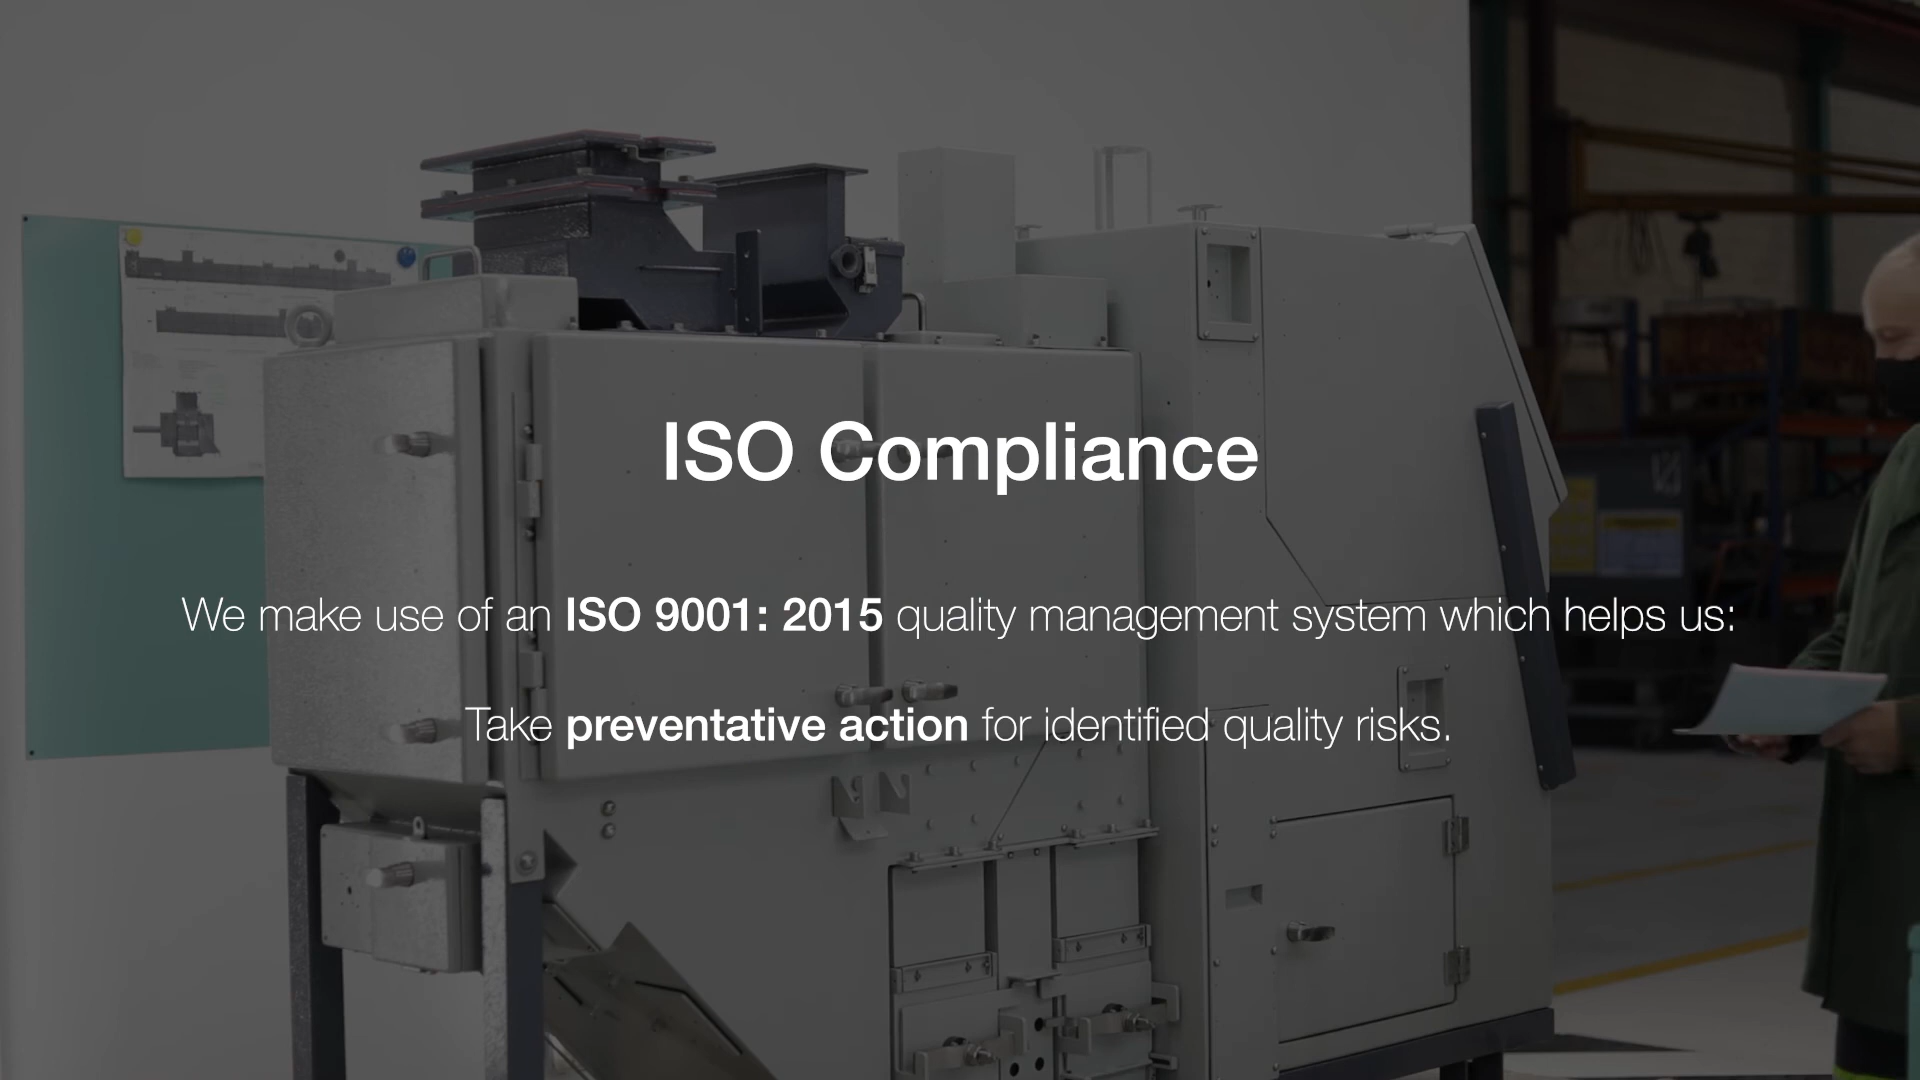 ISO Compliance
We make use of an ISO 9001: 2015 quality management system which helps us:
Take preventative action for identified quality risks.